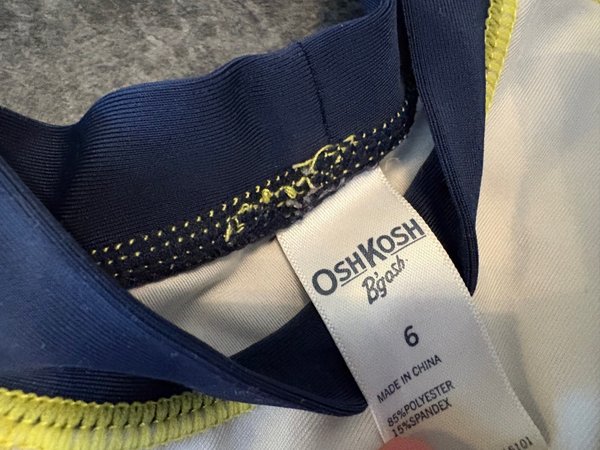 OSHKOSH
B'gosh
6
MADE IN CHINA
85%POLYESTER
15%SPANDEX